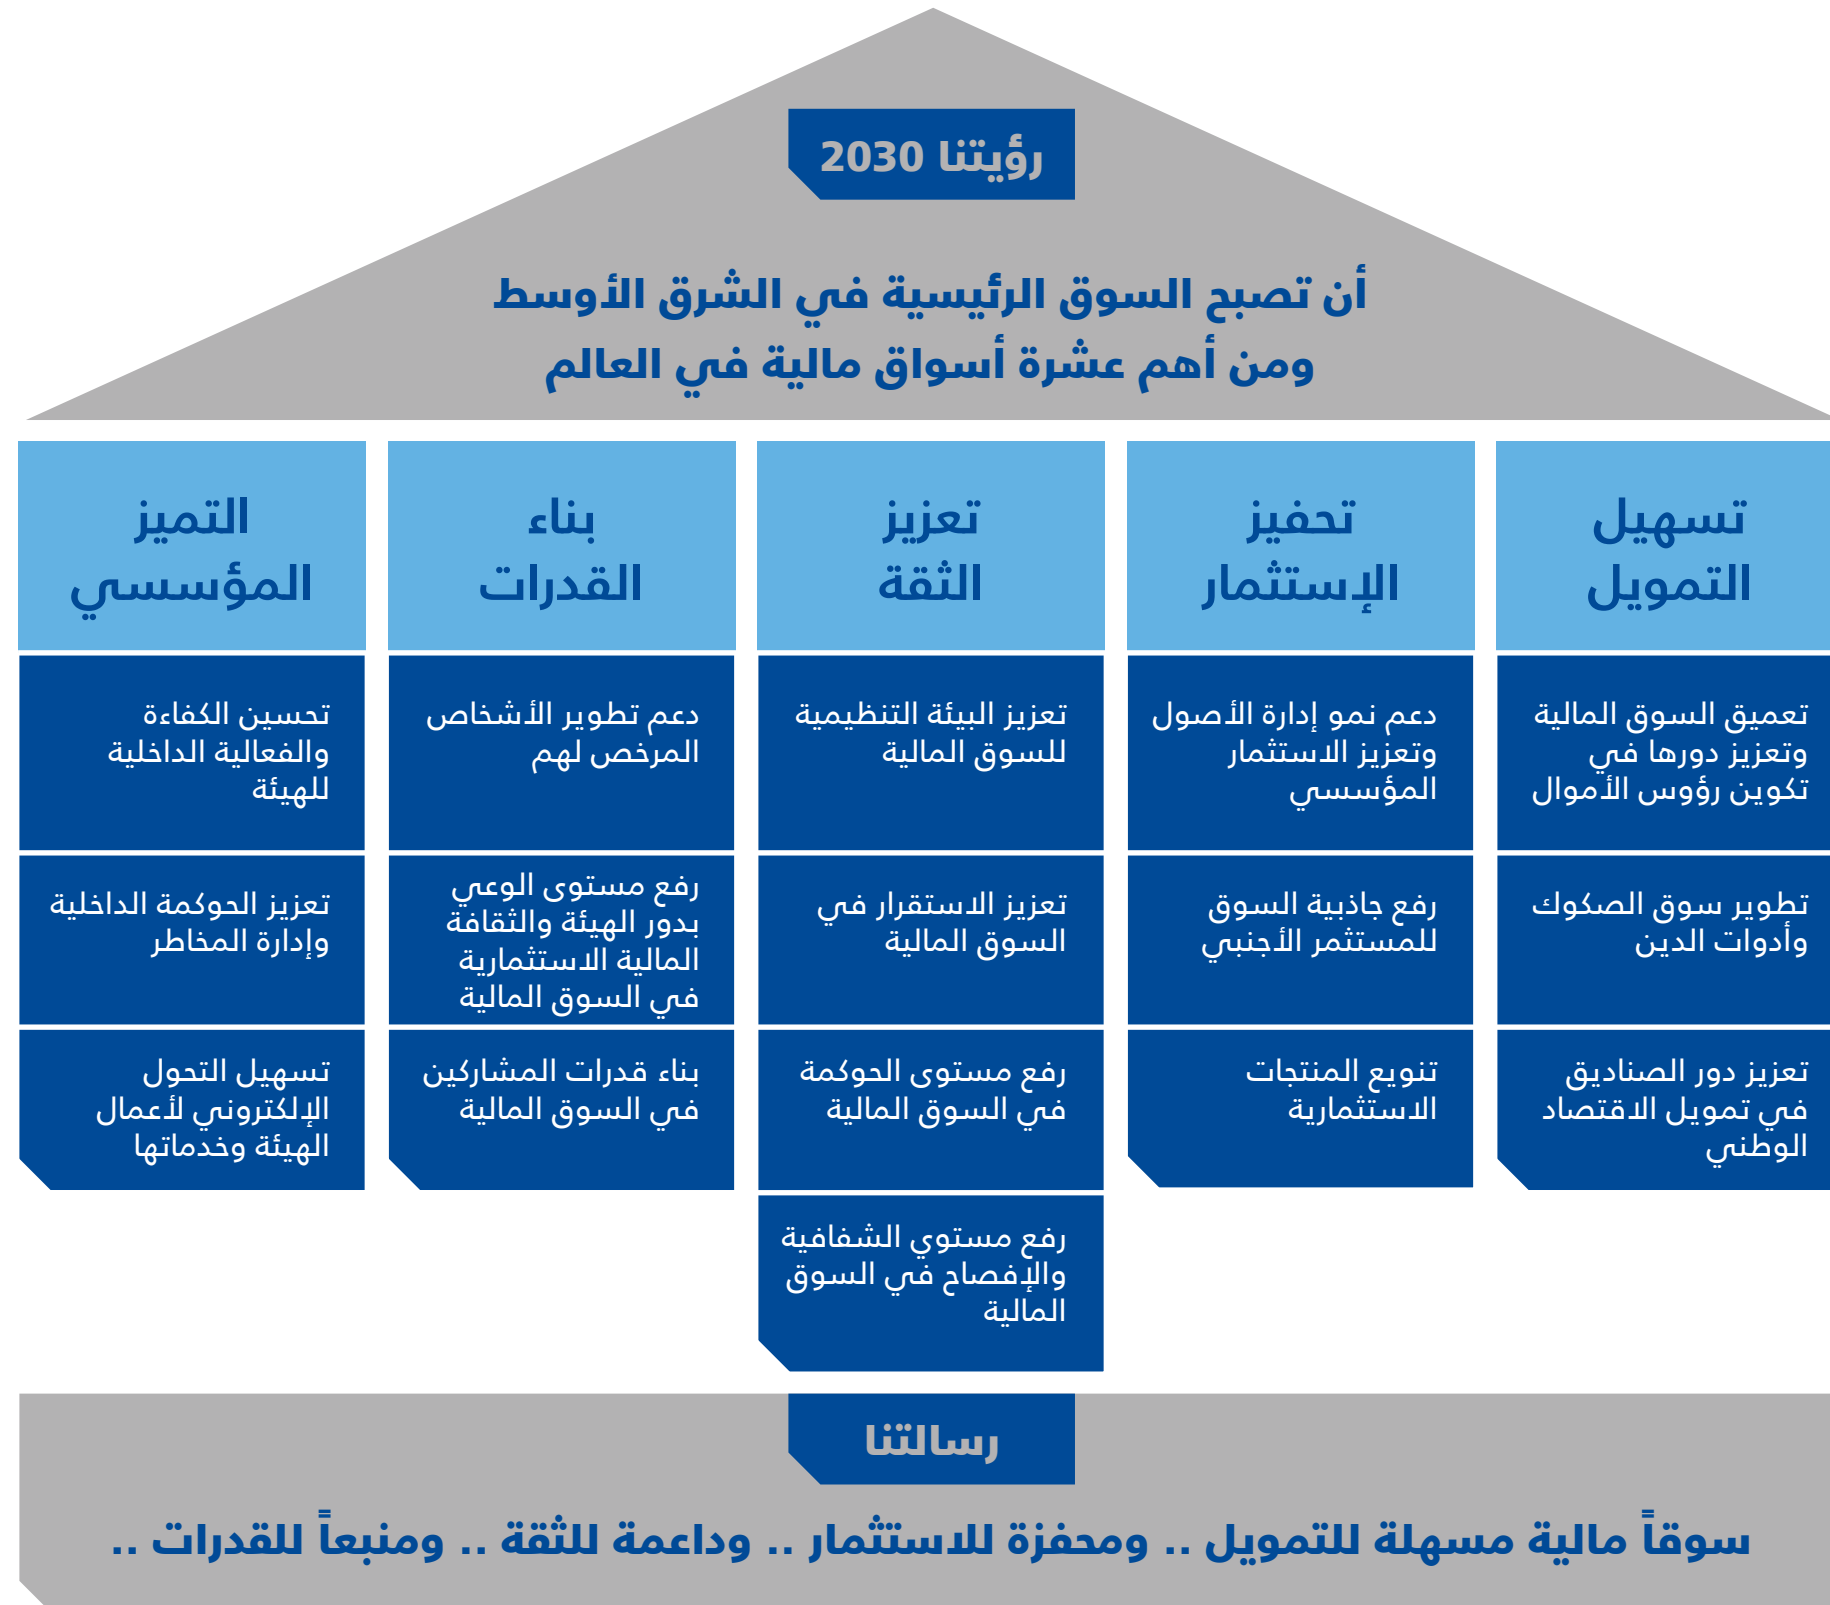 رؤيتنا 2030
أن تصبح السوق الرئيسية في الشرق الأوسط
ومن أهم عشرة أسواق مالية في العالم
تسهيل
التمويل
تعميق السوق المالية
وتعزيز دورها في
تكوين رؤوس الأموال
تطوير سوق الصكوك
وأدوات الدين
تعزيز دور الصناديق
في تمويل الاقتصاد
الوطني
تحفيز
الإستثمار
دعم نمو إدارة الأصول
وتعزيز الاستثمار
المؤسسي
رفع جاذبية السوق
للمستثمر الأجنبي
تنويع المنتجات
الاستثمارية
تعزيز
الثقة
تعزيز البيئة التنظيمية
للسوق المالية
تعزيز الاستقرار في
السوق المالية
رفع مستوى الحوكمة
في السوق المالية
رفع مستوي الشفافية
والإفصاح في السوق
المالية
بناء
القدرات
دعم تطوير الأشخاص
المرخص لهم
رفع مستوى الوعي
بدور الهيئة والثقافة
المالية الاستثمارية
في السوق المالية
بناء قدرات المشاركين
في السوق المالية
التميز
المؤسسي
تحسين الكفاءة
والفعالية الداخلية
للهيئة
تعزيز الحوكمة الداخلية
وإدارة المخاطر
تسهيل التحول
الإلكتروني لأعمال
الهيئة وخدماتها
رسالتنا
سوقاً مالية مسهلة للتمويل .. ومحفزة للاستثمار .. وداعمة للثقة .. ومنبعاً للقدرات ..